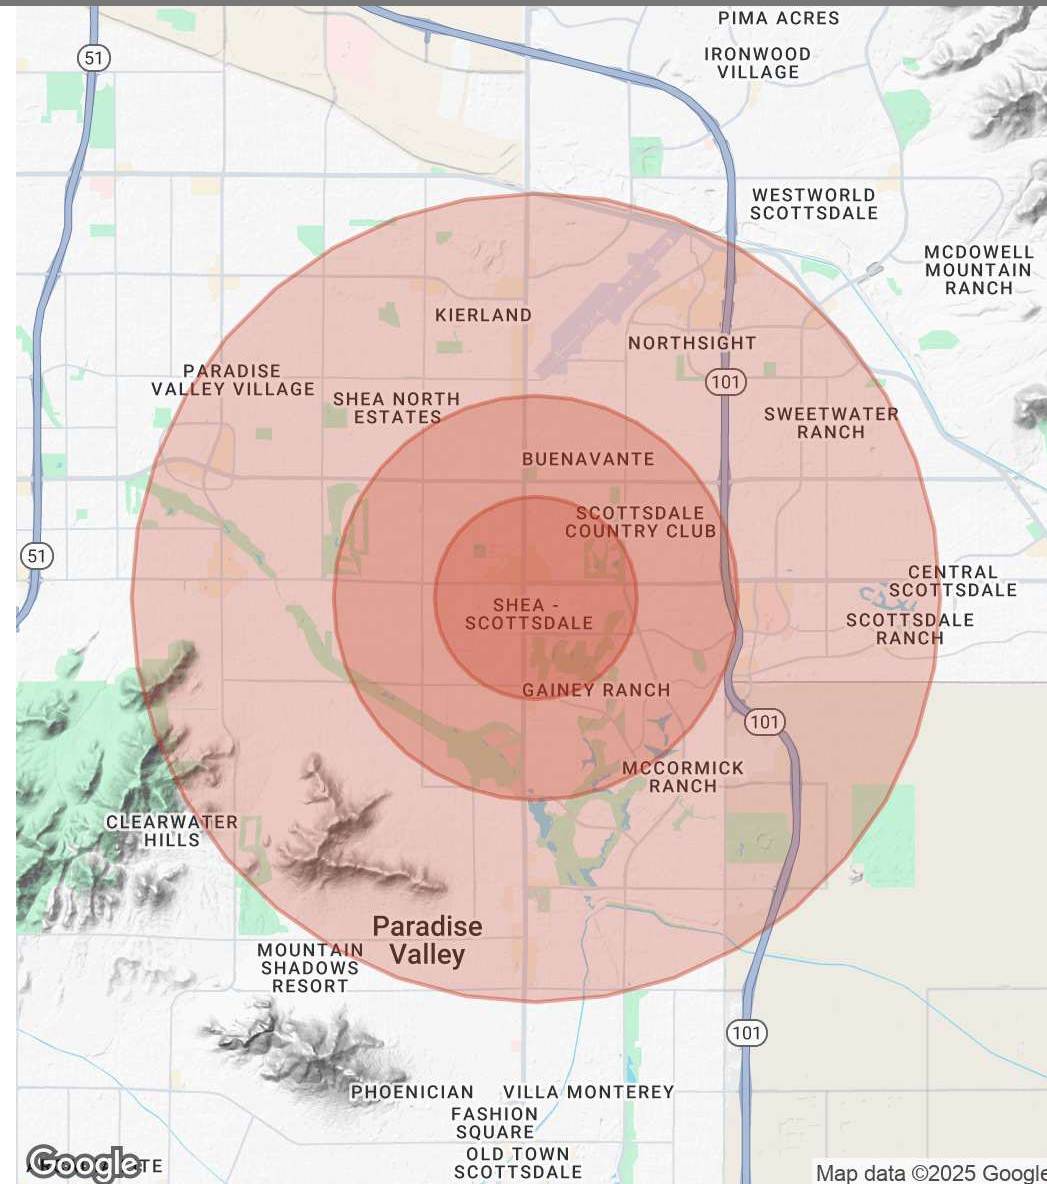 PIMA ACRES
IRONWOOD
VILLAGE
51
WESTWORLD
SCOTTSDALE
MCDOWELL
MOUNTAIN
RANCH
KIERLAND
NORTHSIGHT
PARADISE
VALLEY VILLAGE
101
SHEA NORTH
ESTATES
SWEETWATER
RANCH
BUENAVANTE
SCOTTSDALE
COUNTRY CLUB
51
CENTRAL
SCOTTSDALE
SHEA -
SCOTTSDALE
SCOTTSDALE
RANCH
GAINEY RANCH
101
MCCORMICK
RANCH
CLEARWATER
HILLS
Paradise
Valley
MOUNTAIN
SHADOWS
RESORT
101
PHOENICIAN
VILLA MONTEREY
FASHION
SQUARE
OLD TOWN
SCOTTSDALE
Google
Map data ©2025 Google